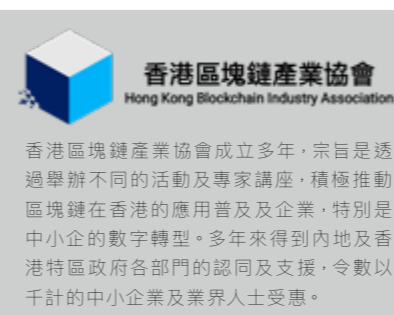 香港區塊鏈產業協會
Hong Kong Blockchain Industry Association
香港區塊鏈產業協會成立多年，宗旨是透
過舉辦不同的活動及專家講座，積極推動
區塊鏈在香港的應用普及及企業，特別是
中小企的數字轉型。多年來得到內地及香
港特區政府各部門的認同及支援，令數以
千計的中小企業及業界人士受惠。